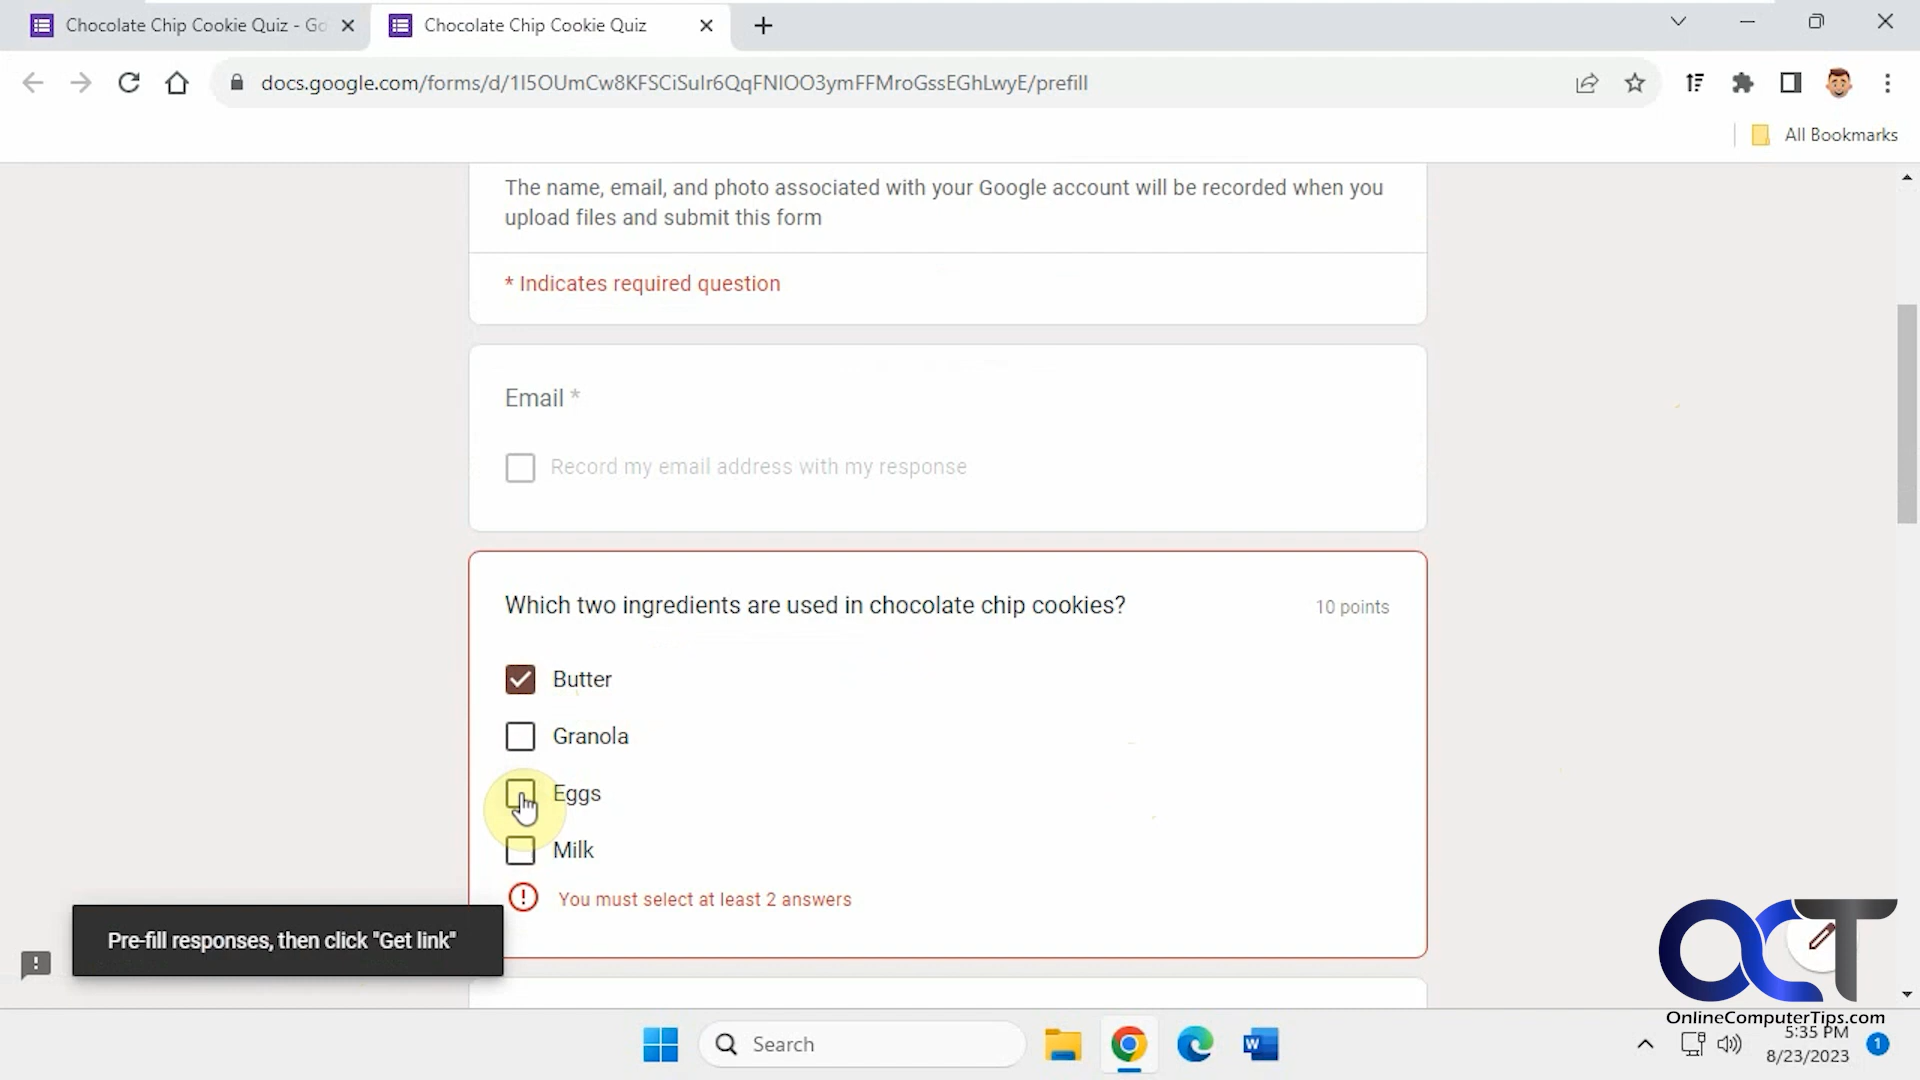 Chocolate Chip Cookie Quiz - Go
Chocolate Chip Cookie Quiz
docs.google.com/forms/d/1I5OUmCw8KFSCiSuIr6QqFNIOO3ymFFMroGssEGhLwyE/prefill
All Bookmarks
The name, email, and photo associated with your Google account will be recorded when you
upload files and submit this form
* Indicates required question
Email *
Record my email address with my response
Which two ingredients are used in chocolate chip cookies?
10 points
Butter
Granola
Eggs
Milk
You must select at least 2 answers
Pre-fill responses, then click "Get link"
OCT
OnlineComputerTips.com
Search
W
5:35 PM
8/23/2023
1